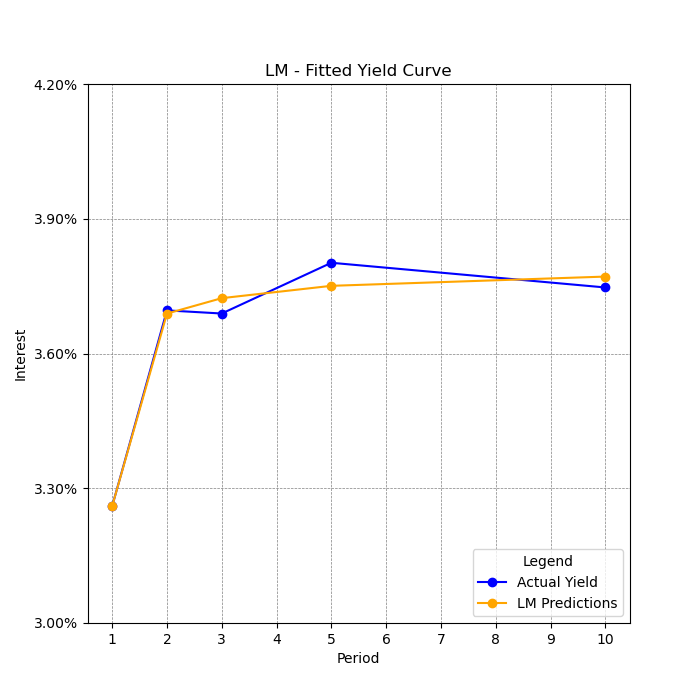 LM - Fitted Yield Curve
4.20%
3.90%
3.60%
3.30%
3.00%
Interest
1 2 3 4 5 6 7 8 9 10
Period
Legend
Actual Yield
LM Predictions